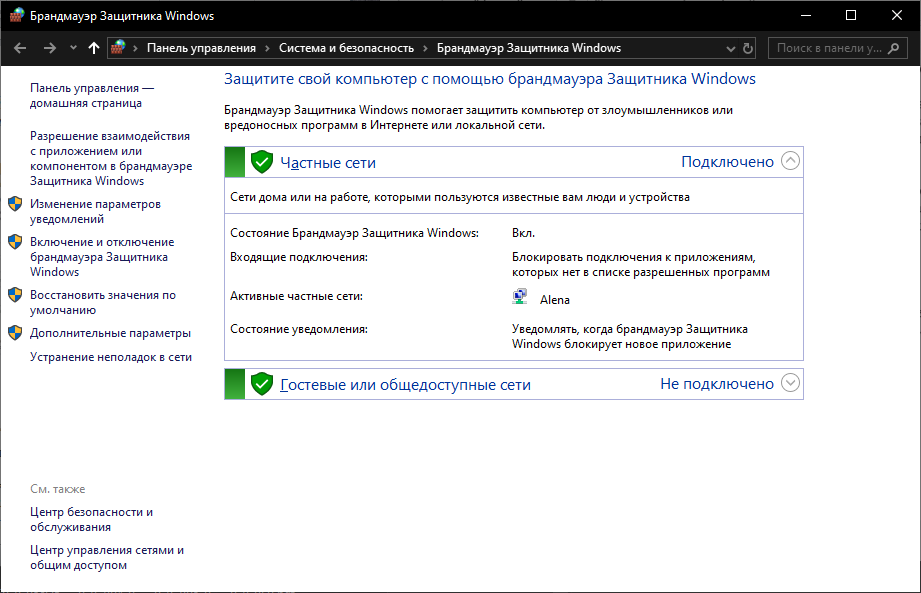 Брандмауэр Защитника Windows
Панель управления
Система и безопасность
Брандмауэр Защитника Windows
Поиск в панели у...
Панель управления —
домашняя страница
Разрешение взаимодействия
с приложением или
компонентом в брандмауэре
Защитника Windows
Изменение параметров
уведомлений
Включение и отключение
брандмауэра Защитника
Windows
Восстановить значения по
умолчанию
Дополнительные параметры
Устранение неполадок в сети
См. также
Центр безопасности и
обслуживания
Центр управления сетями и
общим доступом
Защитите свой компьютер с помощью брандмауэра Защитника Windows
Брандмауэр Защитника Windows помогает защитить компьютер от злоумышленников или
вредоносных программ в Интернете или локальной сети.
Частные сети Подключено
Сети дома или на работе, которыми пользуются известные вам люди и устройства
Состояние Брандмауэр Защитника Windows: Вкл.
Входящие подключения: Блокировать подключения к приложениям,
которых нет в списке разрешенных программ
Активные частные сети: Alena
Состояние уведомления: Уведомлять, когда брандмауэр Защитника
Windows блокирует новое приложение
Гостевые или общедоступные сети Не подключено